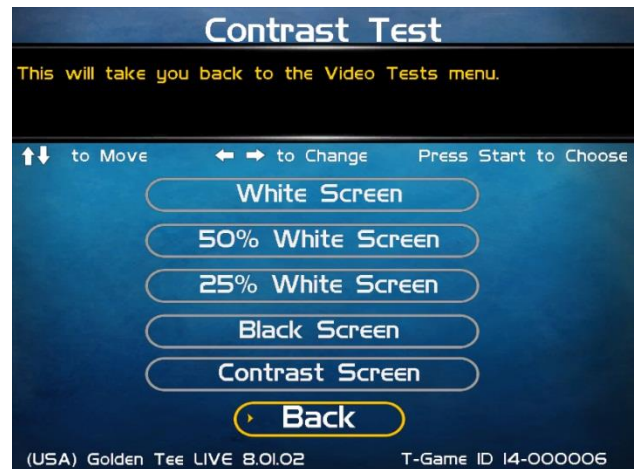 Contrast Test
This will take you back to the Video Tests menu.
to Move to Change Press Start to Choose
White Screen
50% White Screen
25% White Screen
Black Screen
Contrast Screen
Back
(USA) Golden Tee LIVE 8.01.02 T-Game ID 14-000006